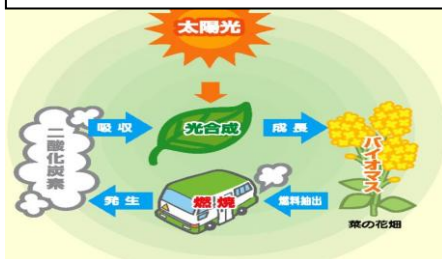 太陽光
二酸化炭素
吸収
光合成
成長
バイオマス
菜の花畑
燃料抽出
燃焼
発生